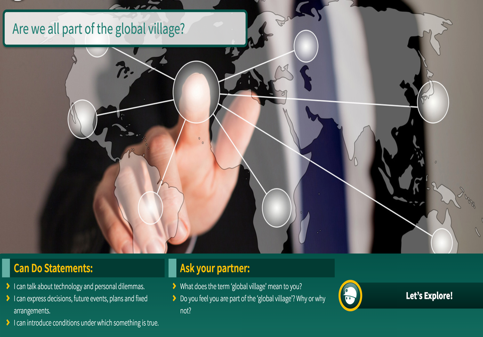 Are we all part of the global village?
Can Do Statements:
I can talk about technology and personal dilemmas.
I can express decisions, future events, plans and fixed
arrangements.
I can introduce conditions under which something is true.
Ask your partner:
What does the term 'global village' mean to you?
Do you feel you are part of the 'global village'? Why or why
not?
Let's Explore!